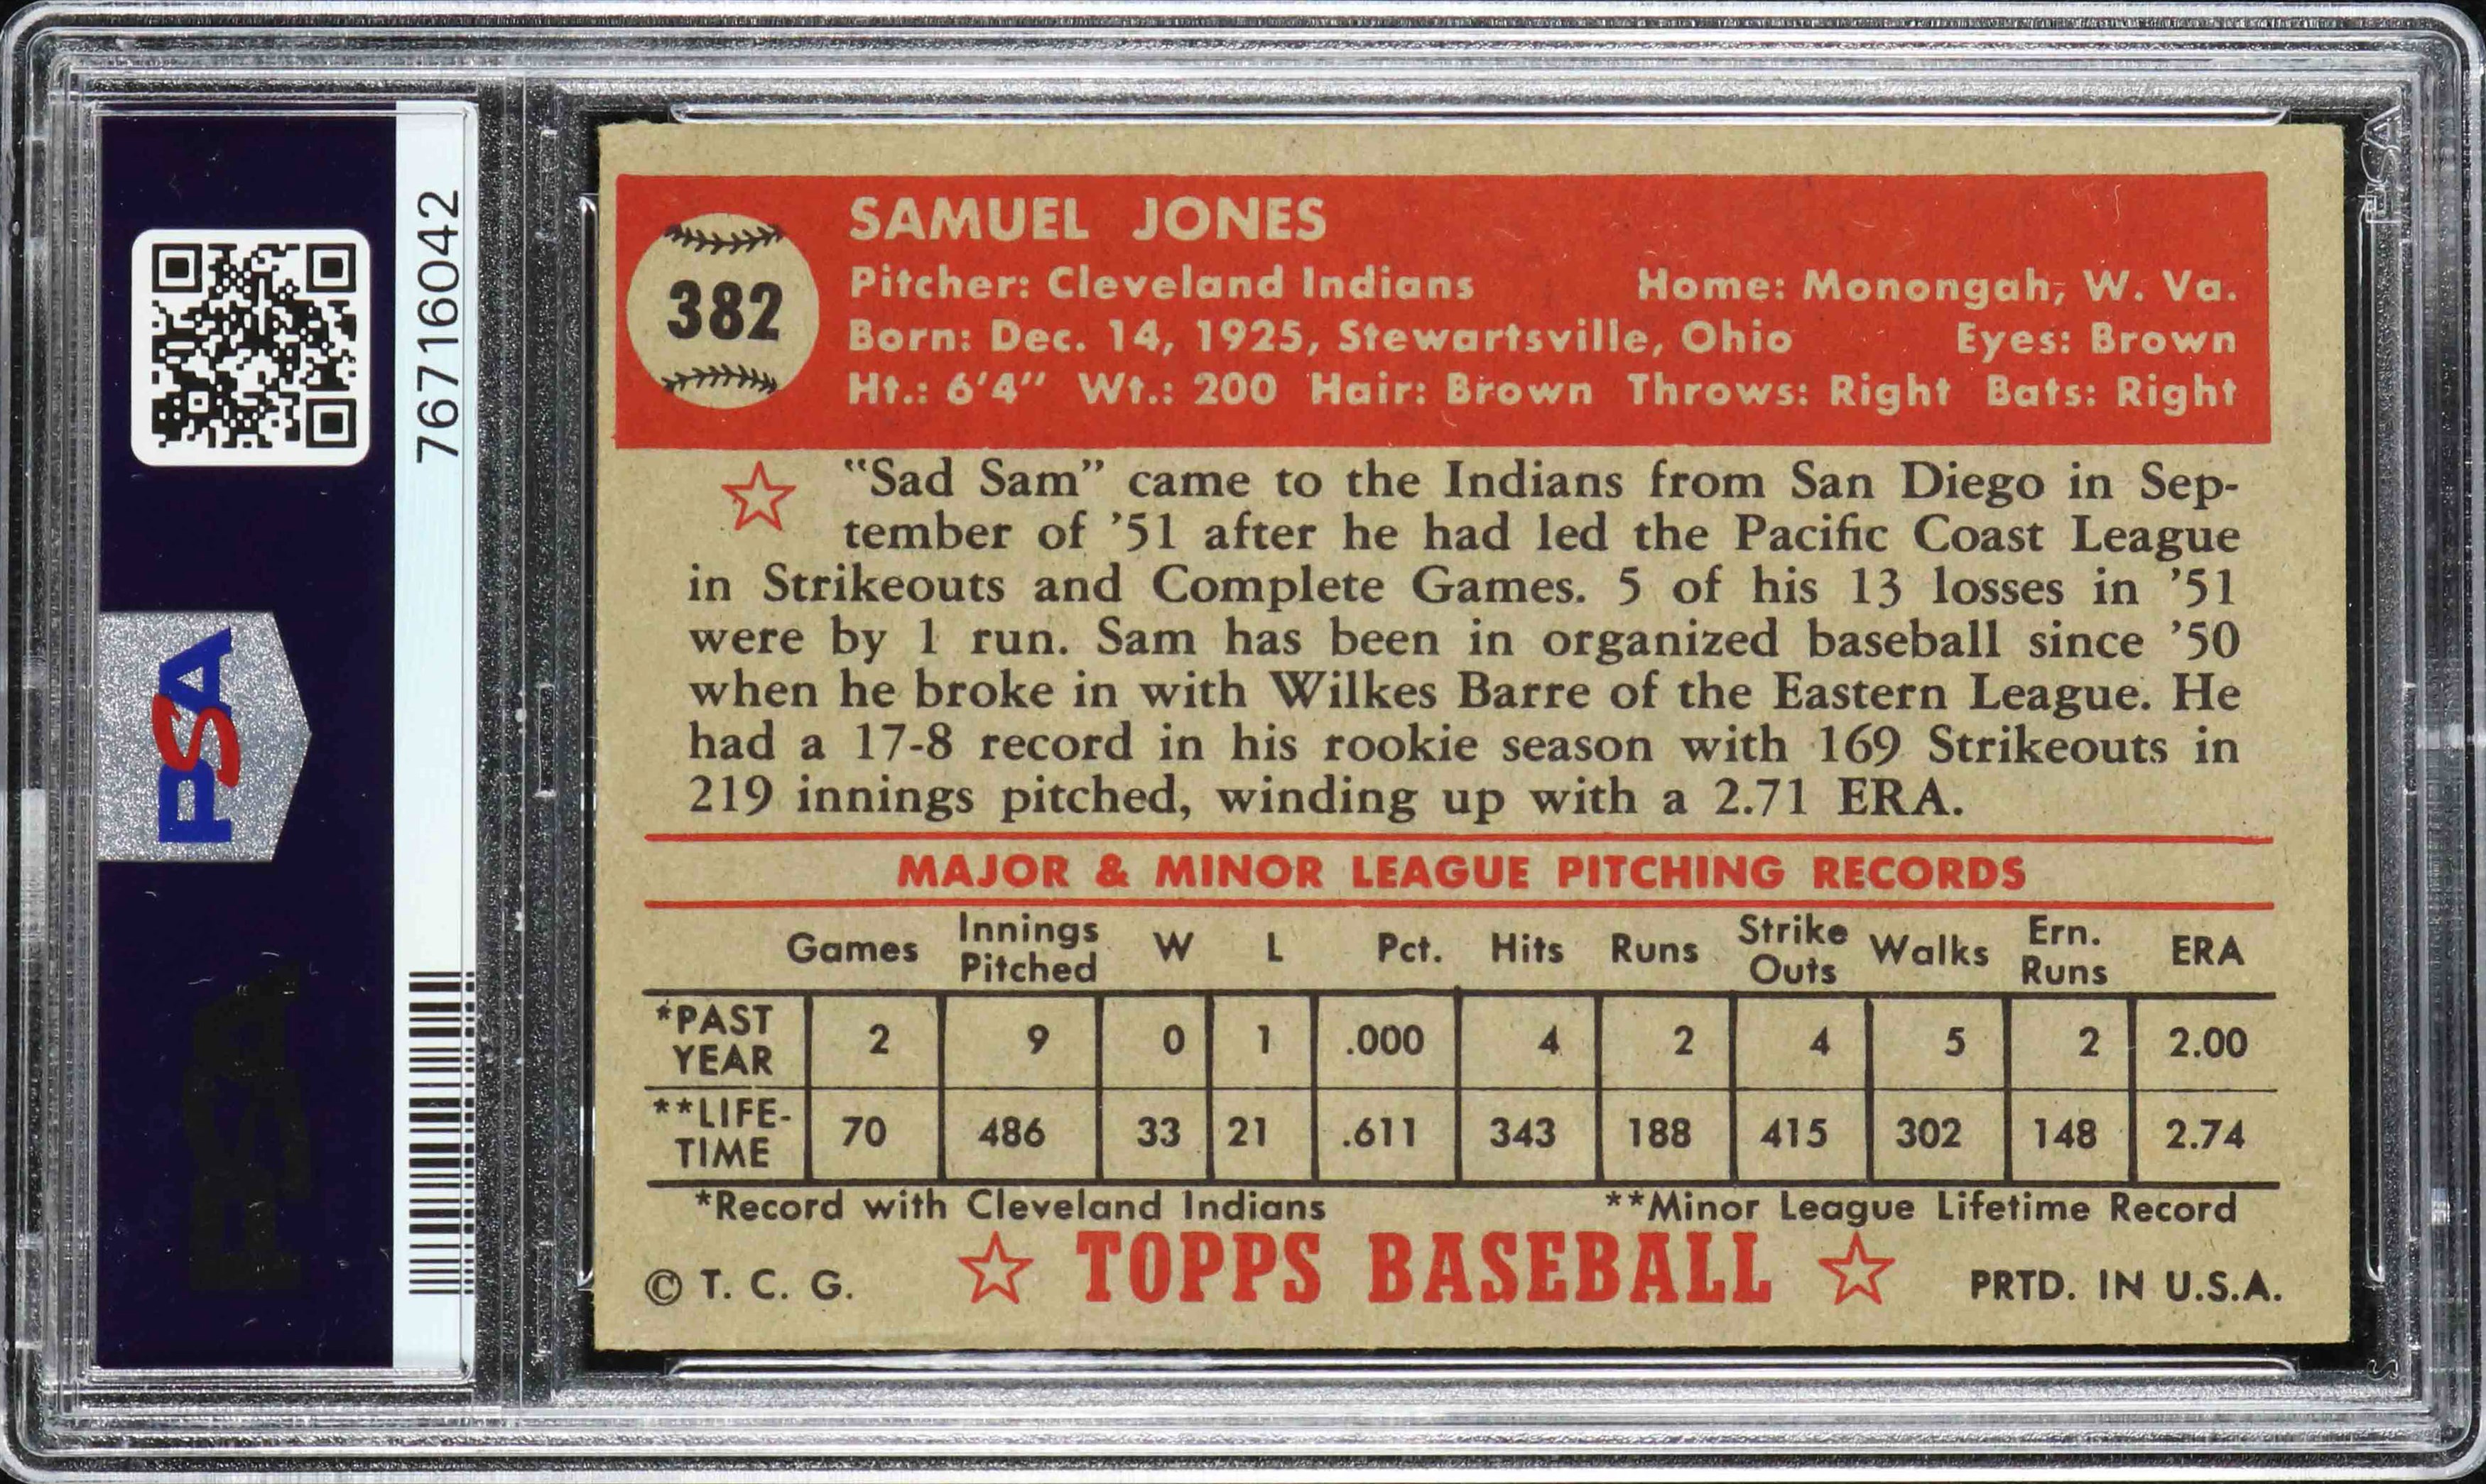 76716042
PSA
382
SAMUEL JONES
Pitcher: Cleveland Indians Home: Monongah, W. Va.
Born: Dec. 14, 1925, Stewartsville, Ohio Eyes: Brown
Ht.: 6'4" Wt.: 200 Hair: Brown Throws: Right Bats: Right
"Sad Sam" came to the Indians from San Diego in Sep-
tember of '51 after he had led the Pacific Coast League
in Strikeouts and Complete Games. 5 of his 13 losses in '51
were by 1 run. Sam has been in organized baseball since '50
when he broke in with Wilkes Barre of the Eastern League. He
had a 17-8 record in his rookie season with 169 Strikeouts in
219 innings pitched, winding up with a 2.71 ERA.
MAJOR & MINOR LEAGUE PITCHING RECORDS
Games Innings Pitched W L Pct. Hits Runs Strike Outs Walks Ern. Runs ERA
*PAST YEAR 2 9 0 1 .000 4 2 4 5 2 2.00
**LIFE-TIME 70 486 33 21 .611 343 188 415 302 148 2.74
*Record with Cleveland Indians **Minor League Lifetime Record
© T. C. G. ☆ TOPPS BASEBALL ☆ PRTD. IN U.S.A.
PSA